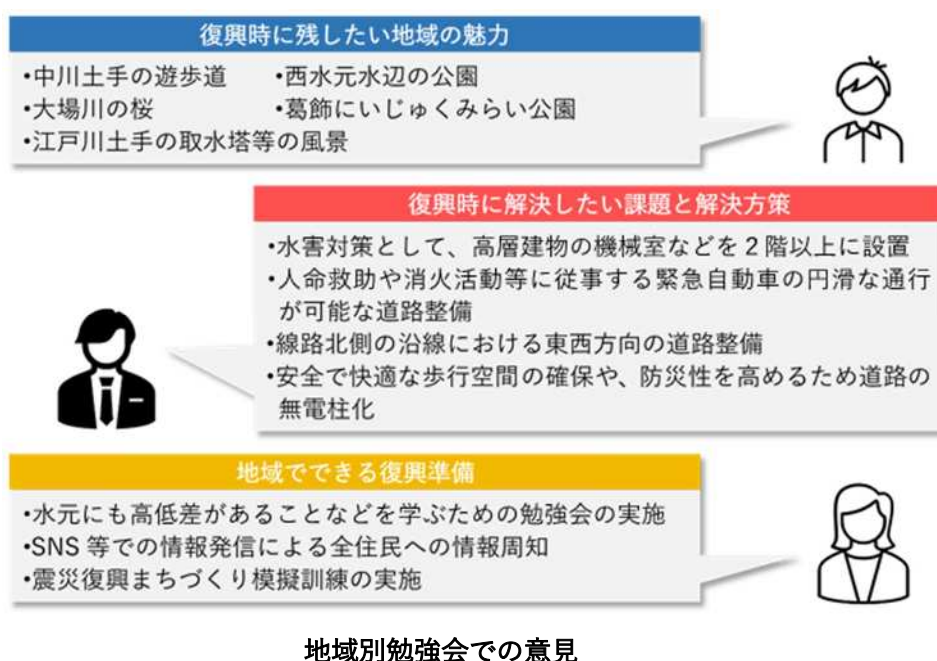 復興時に残したい地域の魅力
•中川土手の遊歩道 •西水元水辺の公園
•大場川の桜 •葛飾にいじゅくみらい公園
•江戸川土手の取水塔等の風景
復興時に解決したい課題と解決方策
•水害対策として、高層建物の機械室などを２階以上に設置
•人命救助や消火活動等に従事する緊急自動車の円滑な通行
が可能な道路整備
•線路北側の沿線における東西方向の道路整備
•安全で快適な歩行空間の確保や、防災性を高めるため道路の
無電柱化
地域でできる復興準備
•水元にも高低差があることなどを学ぶための勉強会の実施
•SNS 等での情報発信による全住民への情報周知
•震災復興まちづくり模擬訓練の実施
地域別勉強会での意見